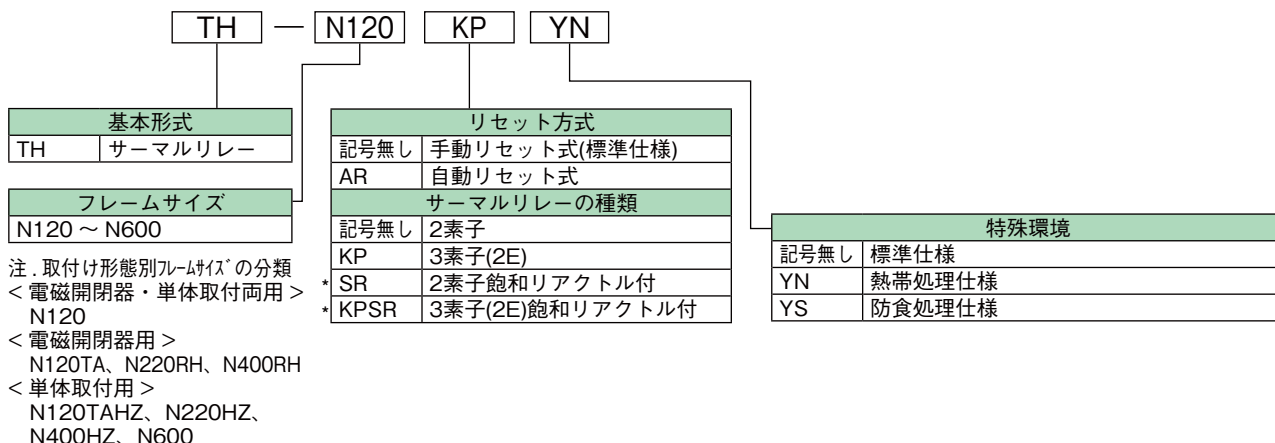 TH — N120 KP YN
基本形式
TH サーマルリレー
フレームサイズ
N120 ～ N600
注．取付け形態別ﾌﾚｰﾑｻｲｽﾞの分類
< 電磁開閉器・単体取付両用 >
N120
< 電磁開閉器用 >
N120TA、N220RH、N400RH
< 単体取付用 >
N120TAHZ、N220HZ、
N400HZ、N600
リセット方式
記号無し 手動リセット式(標準仕様)
AR 自動リセット式
サーマルリレーの種類
記号無し 2素子
KP 3素子(2E)
* SR 2素子飽和リアクトル付
* KPSR 3素子(2E)飽和リアクトル付
特殊環境
記号無し 標準仕様
YN 熱帯処理仕様
YS 防食処理仕様